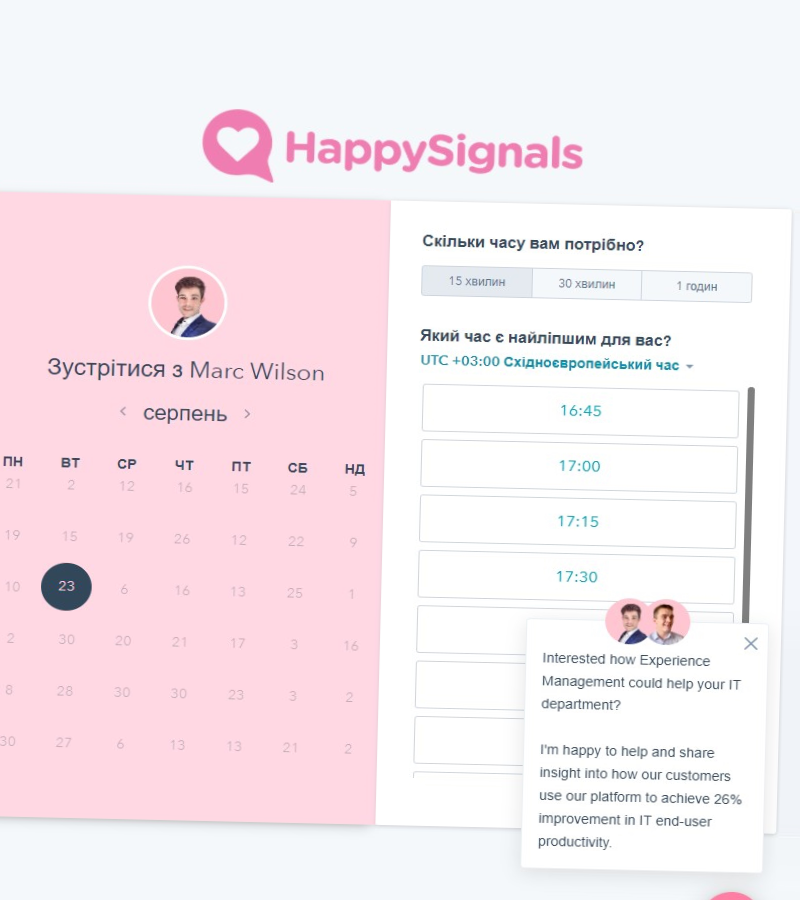 HappySignals
Зустрітися з Marc Wilson
серпень
ПН ВТ СР ЧТ ПТ СБ НД
21 2 12 16 15 24 5
19 15 19 26 12 22 9
10 23 6 16 13 25 1
2 30 20 21 17 3 16
8 28 30 30 23 3 2
30 27 6 13 13 21 2
Скільки часу вам потрібно?
15 хвилин 30 хвилин 1 годин
Який час є найліпшим для вас?
UTC +03:00 Східноєвропейський час
16:45
17:00
17:15
17:30
Interested how Experience
Management could help your IT
department?
I'm happy to help and share
insight into how our customers
use our platform to achieve 26%
improvement in IT end-user
productivity.